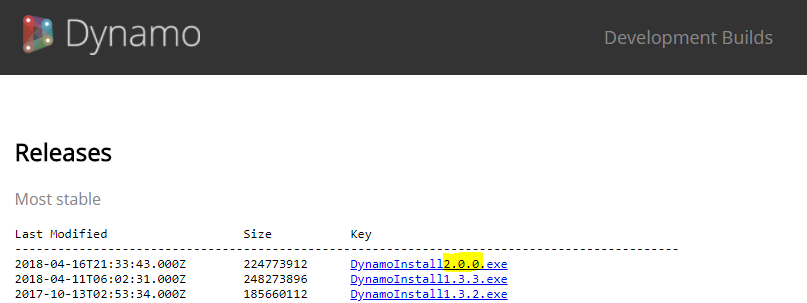 Dynamo
Development Builds
Releases
Most stable
Last Modified Size Key
----------------------------------------------------------------------------------------------
2018-04-16T21:33:43.000Z 224773912 DynamoInstall2.0.0.exe
2018-04-11T06:02:31.000Z 248273896 DynamoInstall1.3.3.exe
2017-10-13T02:53:34.000Z 185660112 DynamoInstall1.3.2.exe